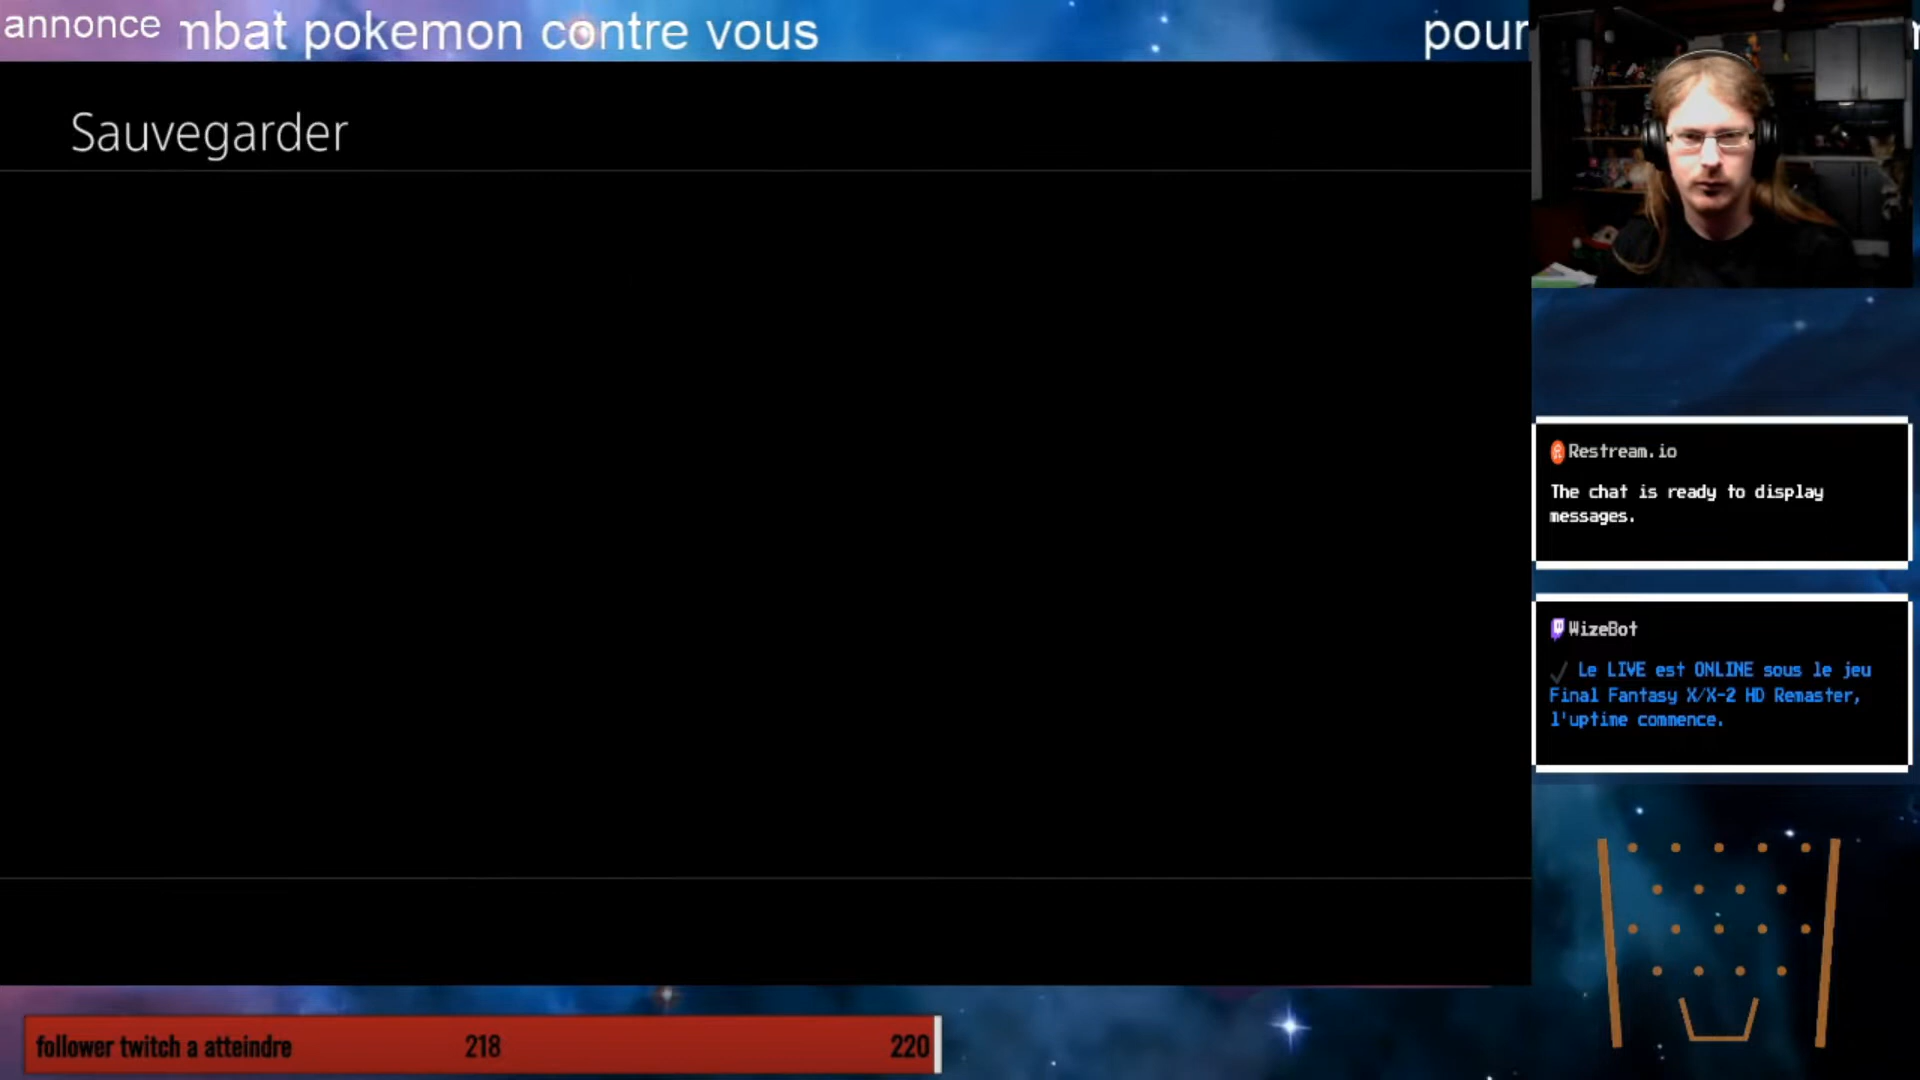 annonce
mbat pokemon contre vous
pour
Sauvegarder
Restream.io
The chat is ready to display
messages.
WizeBot
Le LIVE est ONLINE sous le jeu
Final Fantasy X/X-2 HD Remaster,
l'uptime commence.
follower twitch a atteindre 218 220